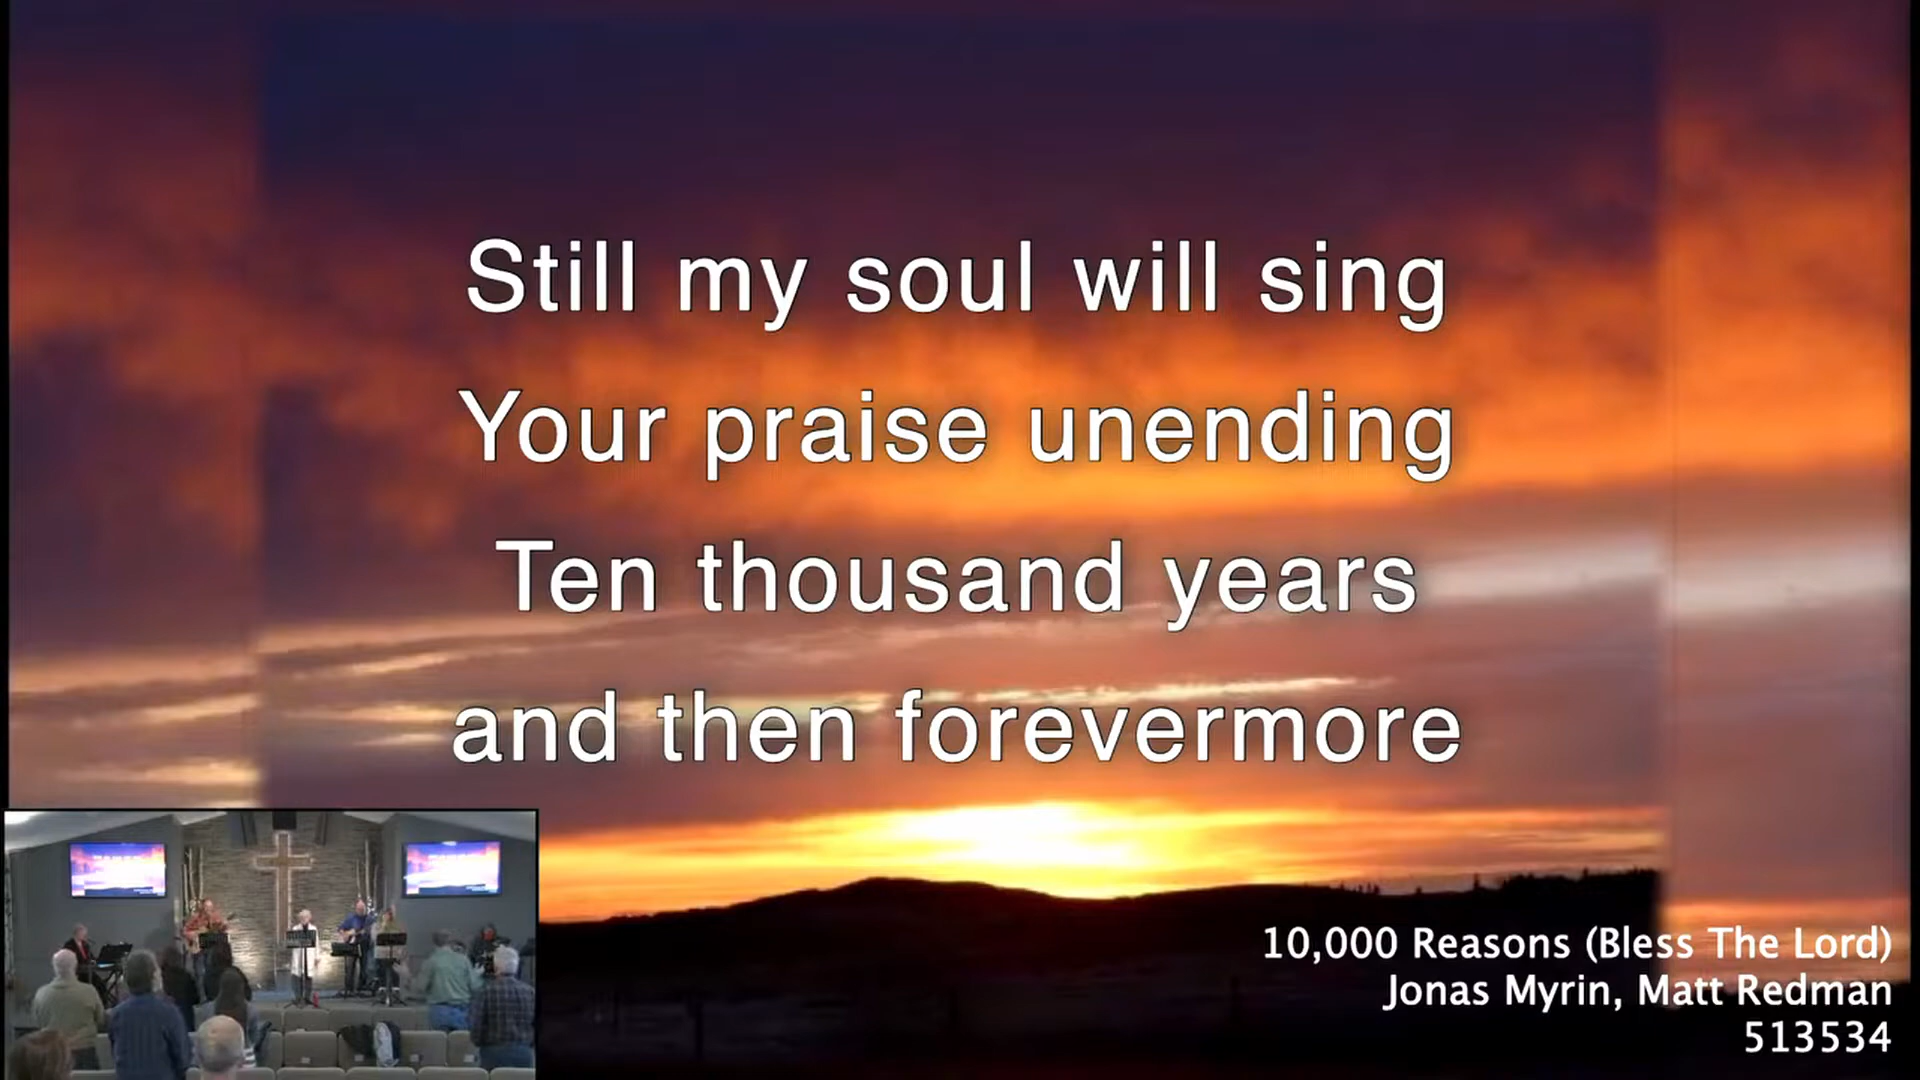 Still my soul will sing
Your praise unending
Ten thousand years
and then forevermore
10,000 Reasons (Bless The Lord)
Jonas Myrin, Matt Redman
513534